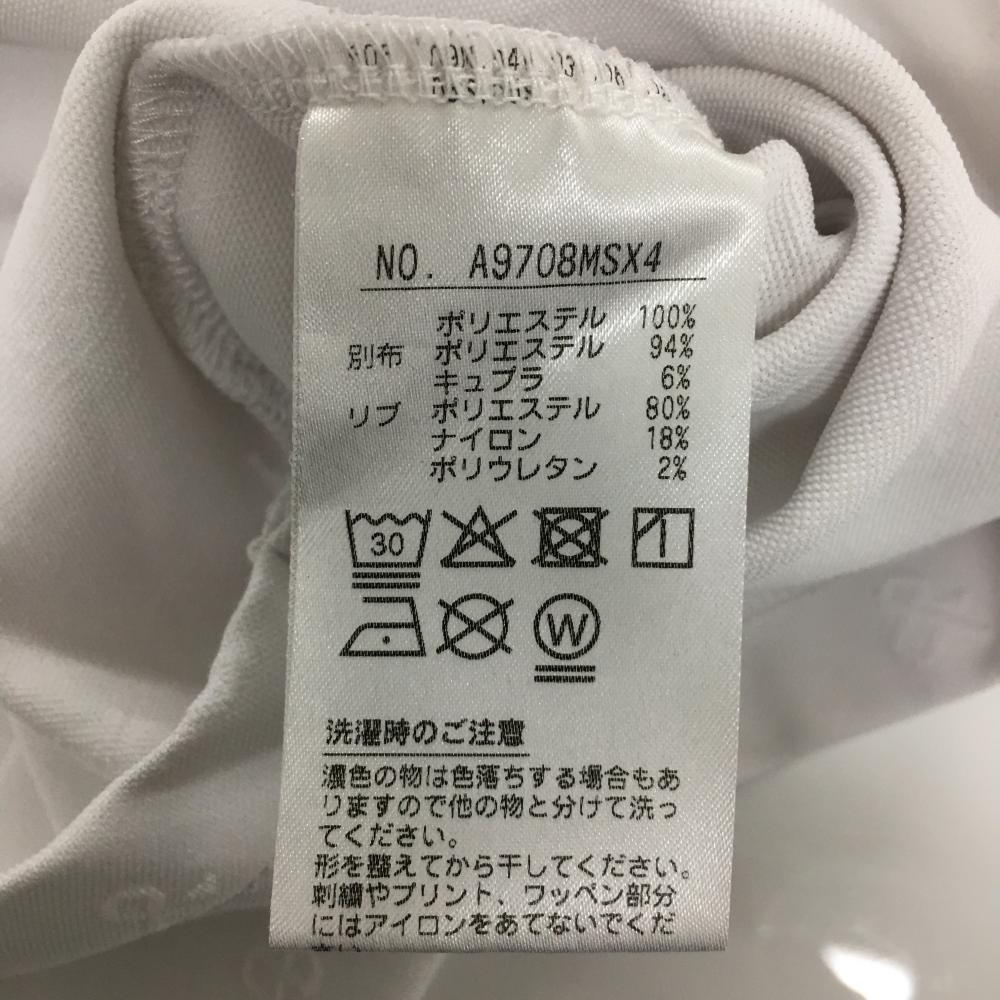 NO. A9708MSX4
ポリエステル 100%
別布 ポリエステル 94%
キュプラ 6%
リブ ポリエステル 80%
ナイロン 18%
ポリウレタン 2%
30
W
洗濯時のご注意
濃色の物は色落ちする場合もあ
りますので他の物と分けて洗っ
てください。
形を整えてから干してください。
刺繍やプリント、ワッペン部分
にはアイロンをあてないでくだ
さい。